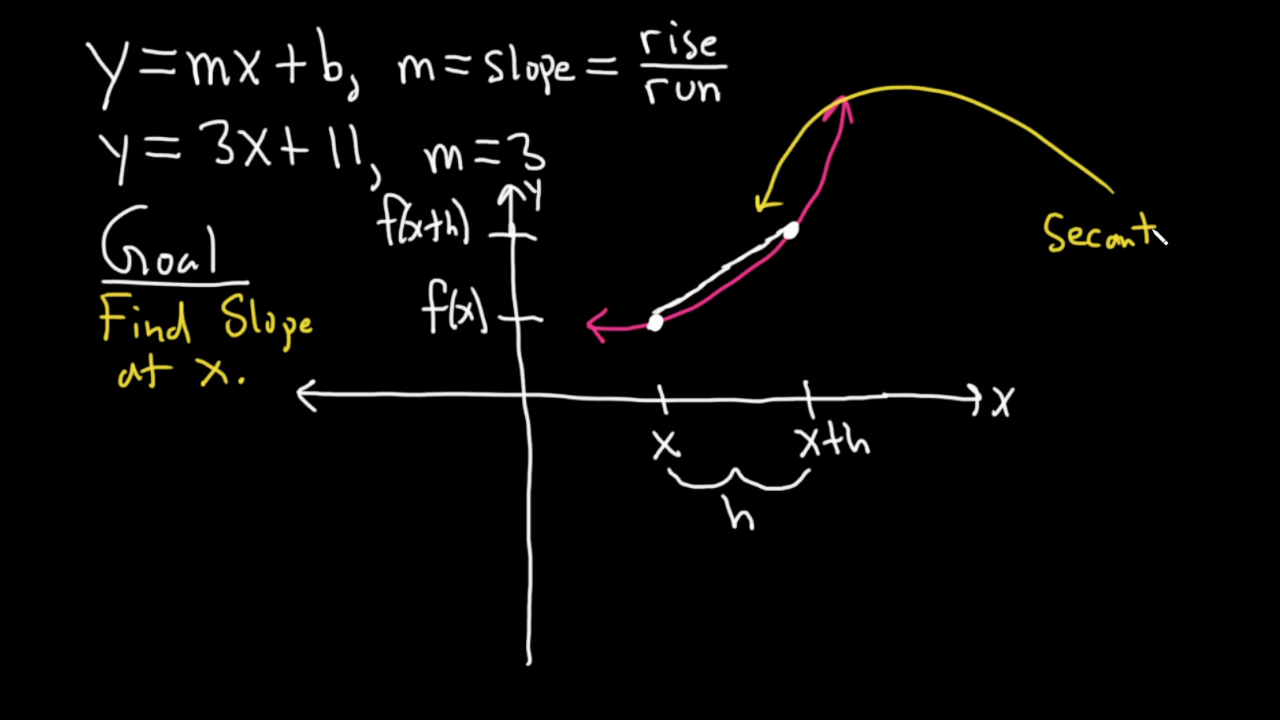 y=mx+b, m=slope=rise/run
y=3x+11, m=3
Goal
Find Slope
at x.
y
f(x+h)
f(x)
Secant
x
x
x+h
h